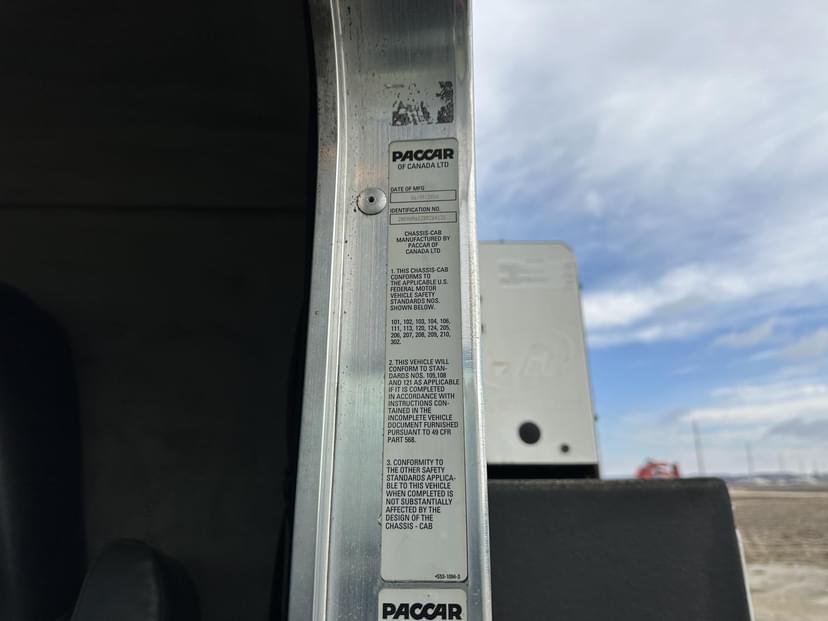 PACCAR
OF CANADA LTD
DATE OF MFG
IDENTIFICATION NO.
CHASSIS-CAB
MANUFACTURED BY
PACCAR OF
CANADA LTD
1. THIS CHASSIS-CAB
CONFORMS TO
THE APPLICABLE U.S.
FEDERAL MOTOR
VEHICLE SAFETY
STANDARDS NOS.
SHOWN BELOW.
101, 102, 103, 104, 106,
111, 113, 120, 124, 205,
206, 207, 208, 209, 210,
302.
2. THIS VEHICLE WILL
CONFORM TO STAN-
DARDS NOS. 105,108
AND 121 AS APPLICABLE
IF IT IS COMPLETED
IN ACCORDANCE WITH
INSTRUCTIONS CON-
TAINED IN THE
INCOMPLETE VEHICLE
DOCUMENT FURNISHED
PURSUANT TO 49 CFR
PART 568.
3. CONFORMITY TO
THE OTHER SAFETY
STANDARDS APPLICA-
BLE TO THIS VEHICLE
WHEN COMPLETED IS
NOT SUBSTANTIALLY
AFFECTED BY THE
DESIGN OF THE
CHASSIS - CAB
PACCAR